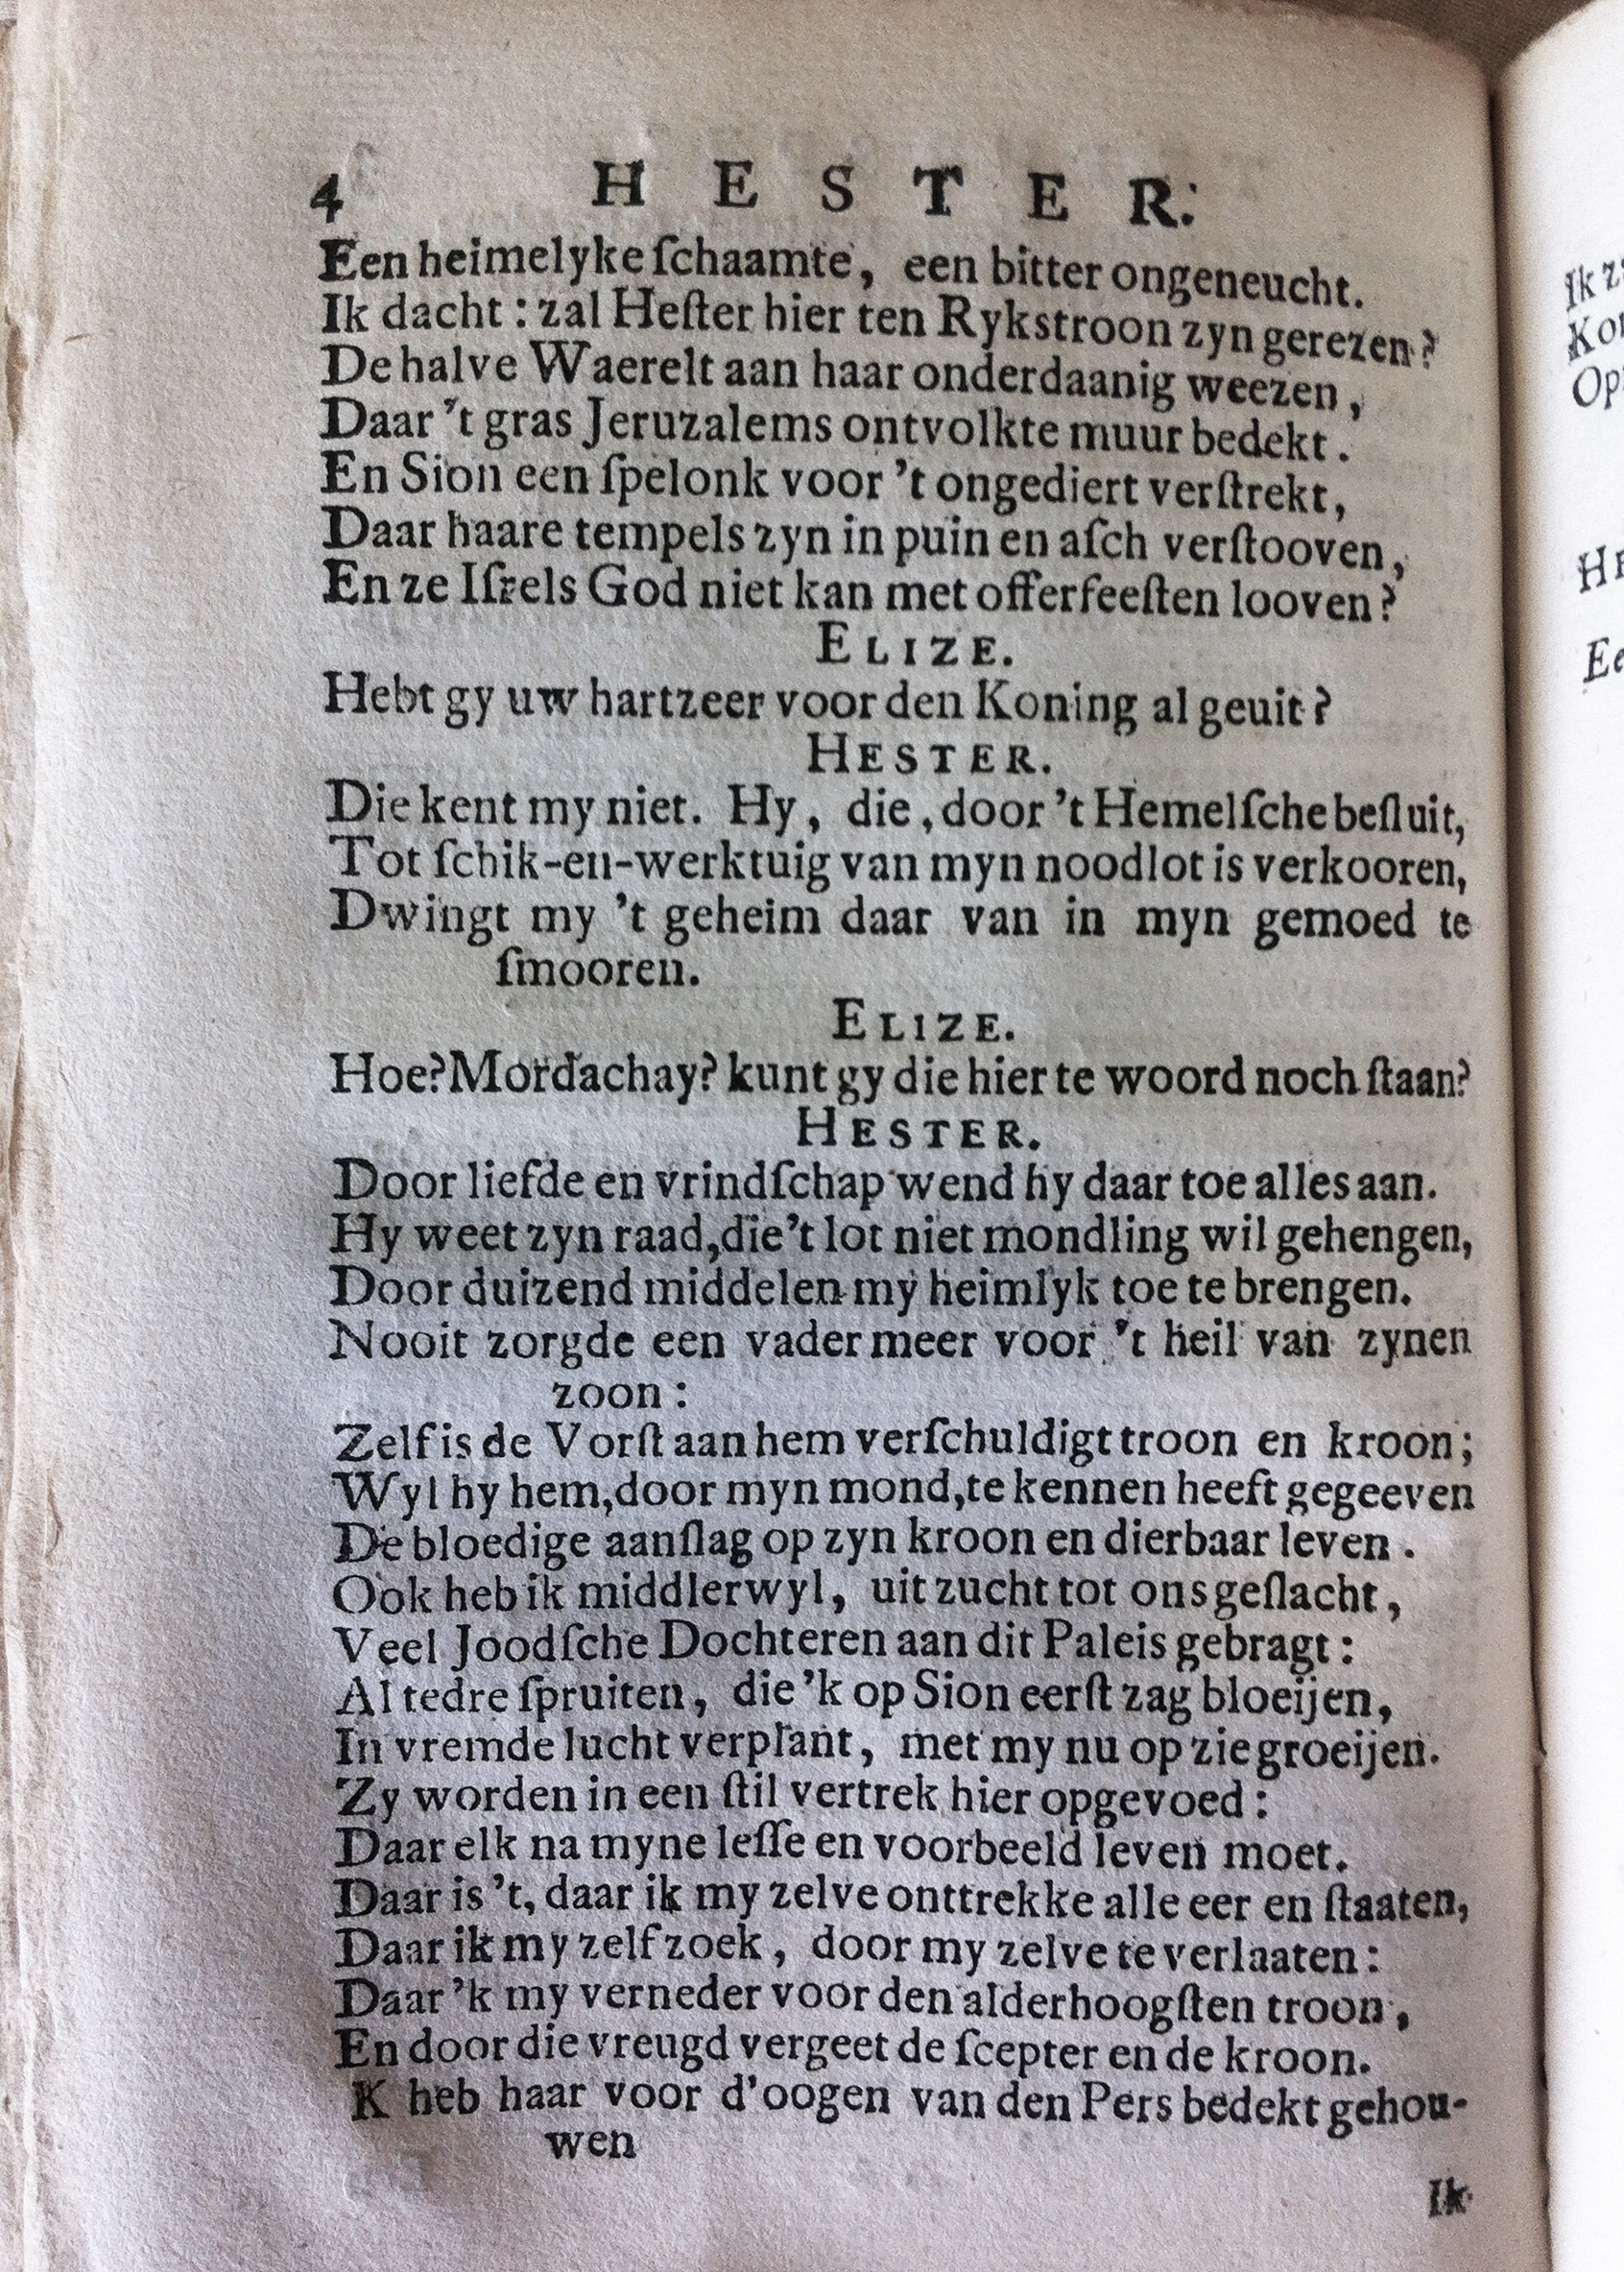 4 HESTER.
Een heimelyke ſchaamte, een bitter ongeneucht.
Ik dacht: zal Heſter hier ten Rykstroon zyn gerezen?
De halve Waerelt aan haar onderdaanig weezen,
Daar 't gras Jeruzalems ontvolkte muur bedekt.
En Sion een ſpelonk voor 't ongediert verſtrekt,
Daar haare tempels zyn in puin en aſch verſtooven,
En ze Iſrels God niet kan met offerfeeſten looven?
ELIZE.
Hebt gy uw hartzeer voor den Koning al geuit?
HESTER.
Die kent my niet. Hy, die, door 't Hemelſche beſluit,
Tot ſchik-en-werktuig van myn noodlot is verkooren,
Dwingt my 't geheim daar van in myn gemoed te
ſmooren.
ELIZE.
Hoe? Mordachay? kunt gy die hier te woord noch ſtaan?
HESTER.
Door liefde en vrindſchap wend hy daar toe alles aan.
Hy weet zyn raad, die 't lot niet mondling wil gehengen,
Door duizend middelen my heimlyk toe te brengen.
Nooit zorgde een vader meer voor 't heil van zynen
zoon:
Zelf is de Vorſt aan hem verſchuldigt troon en kroon;
Wyl hy hem, door myn mond, te kennen heeft gegeeven
De bloedige aanſlag op zyn kroon en dierbaar leven.
Ook heb ik middlerwyl, uit zucht tot ons geſlacht,
Veel Joodſche Dochteren aan dit Paleis gebragt:
Al tedre ſpruiten, die 'k op Sion eerſt zag bloeijen,
In vremde lucht verplant, met my nu op zie groeijen.
Zy worden in een ſtil vertrek hier opgevoed:
Daar elk na myne leſſe en voorbeeld leven moet.
Daar is 't, daar ik my zelve onttrekke alle eer en ſtaaten,
Daar ik my zelf zoek, door my zelve te verlaaten:
Daar 'k my verneder voor den alderhoogſten troon,
En door die vreugd vergeet de ſcepter en de kroon.
K heb haar voor d'oogen van den Pers bedekt gehou-
wen
Ik
Ik
Op